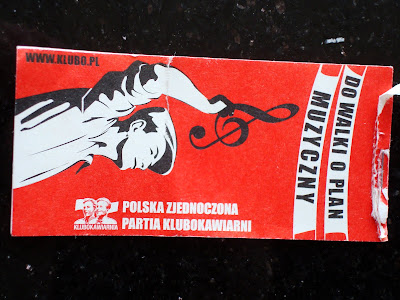 WWW.KLUBO.PL
DO WALKI O PLAN
MUZYCZNY
KLUBOKAWIARNIA
POLSKA ZJEDNOCZONA
PARTIA KLUBOKAWIARNI